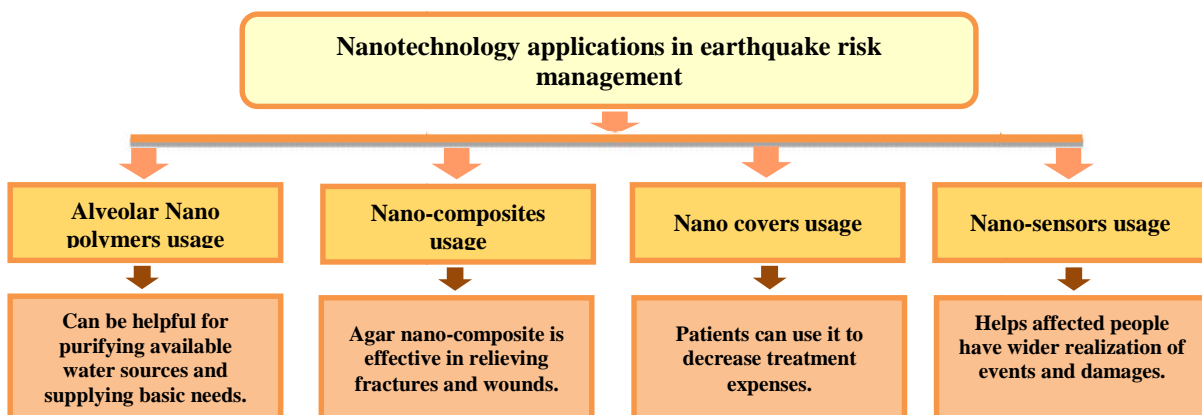 Nanotechnology applications in earthquake risk
management
Alveolar Nano
polymers usage
Nano-composites
usage
Nano covers usage
Nano-sensors usage
Can be helpful for
purifying available
water sources and
supplying basic needs.
Agar nano-composite is
effective in relieving
fractures and wounds.
Patients can use it to
decrease treatment
expenses.
Helps affected people
have wider realization of
events and damages.